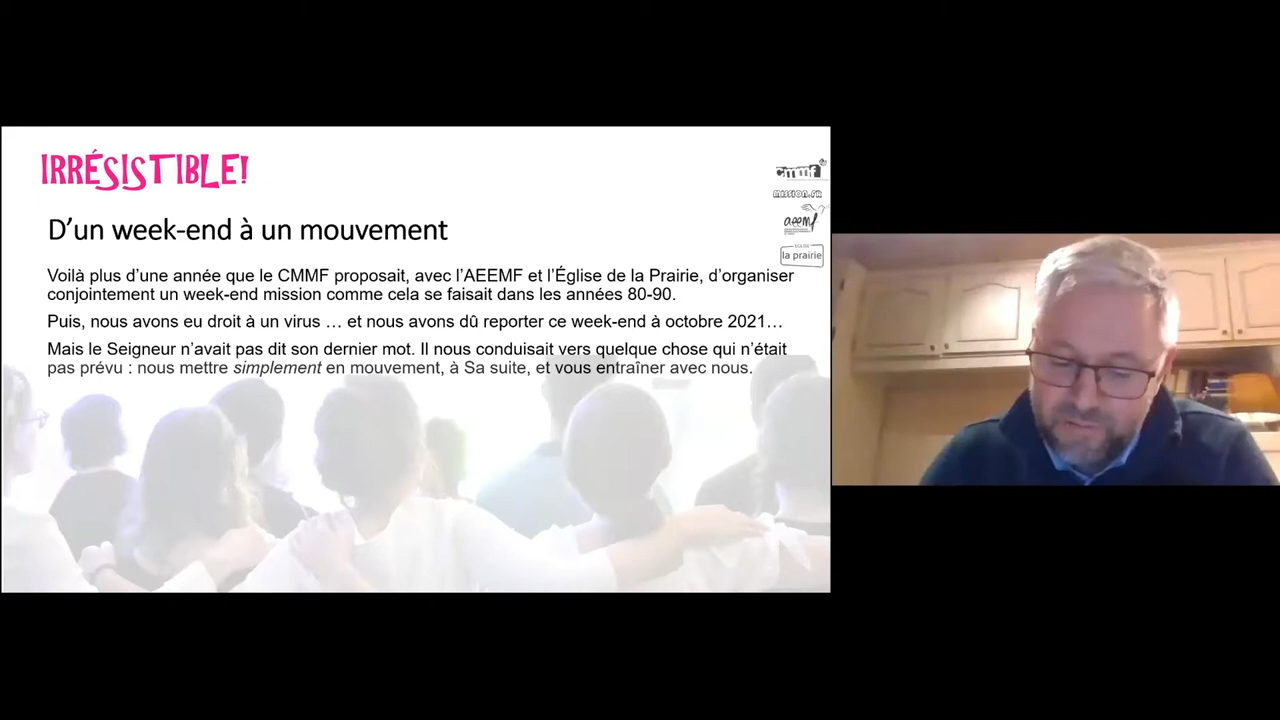 IRRÉSISTIBLE!
cmmf
mission.fr
D’un week-end à un mouvement
aeemf
ÉGLISE
la prairie
Voilà plus d’une année que le CMMF proposait, avec l’AEEMF et l’Église de la Prairie, d’organiser
conjointement un week-end mission comme cela se faisait dans les années 80-90.
Puis, nous avons eu droit à un virus … et nous avons dû reporter ce week-end à octobre 2021…
Mais le Seigneur n’avait pas dit son dernier mot. Il nous conduisait vers quelque chose qui n’était
pas prévu : nous mettre simplement en mouvement, à Sa suite, et vous entraîner avec nous.